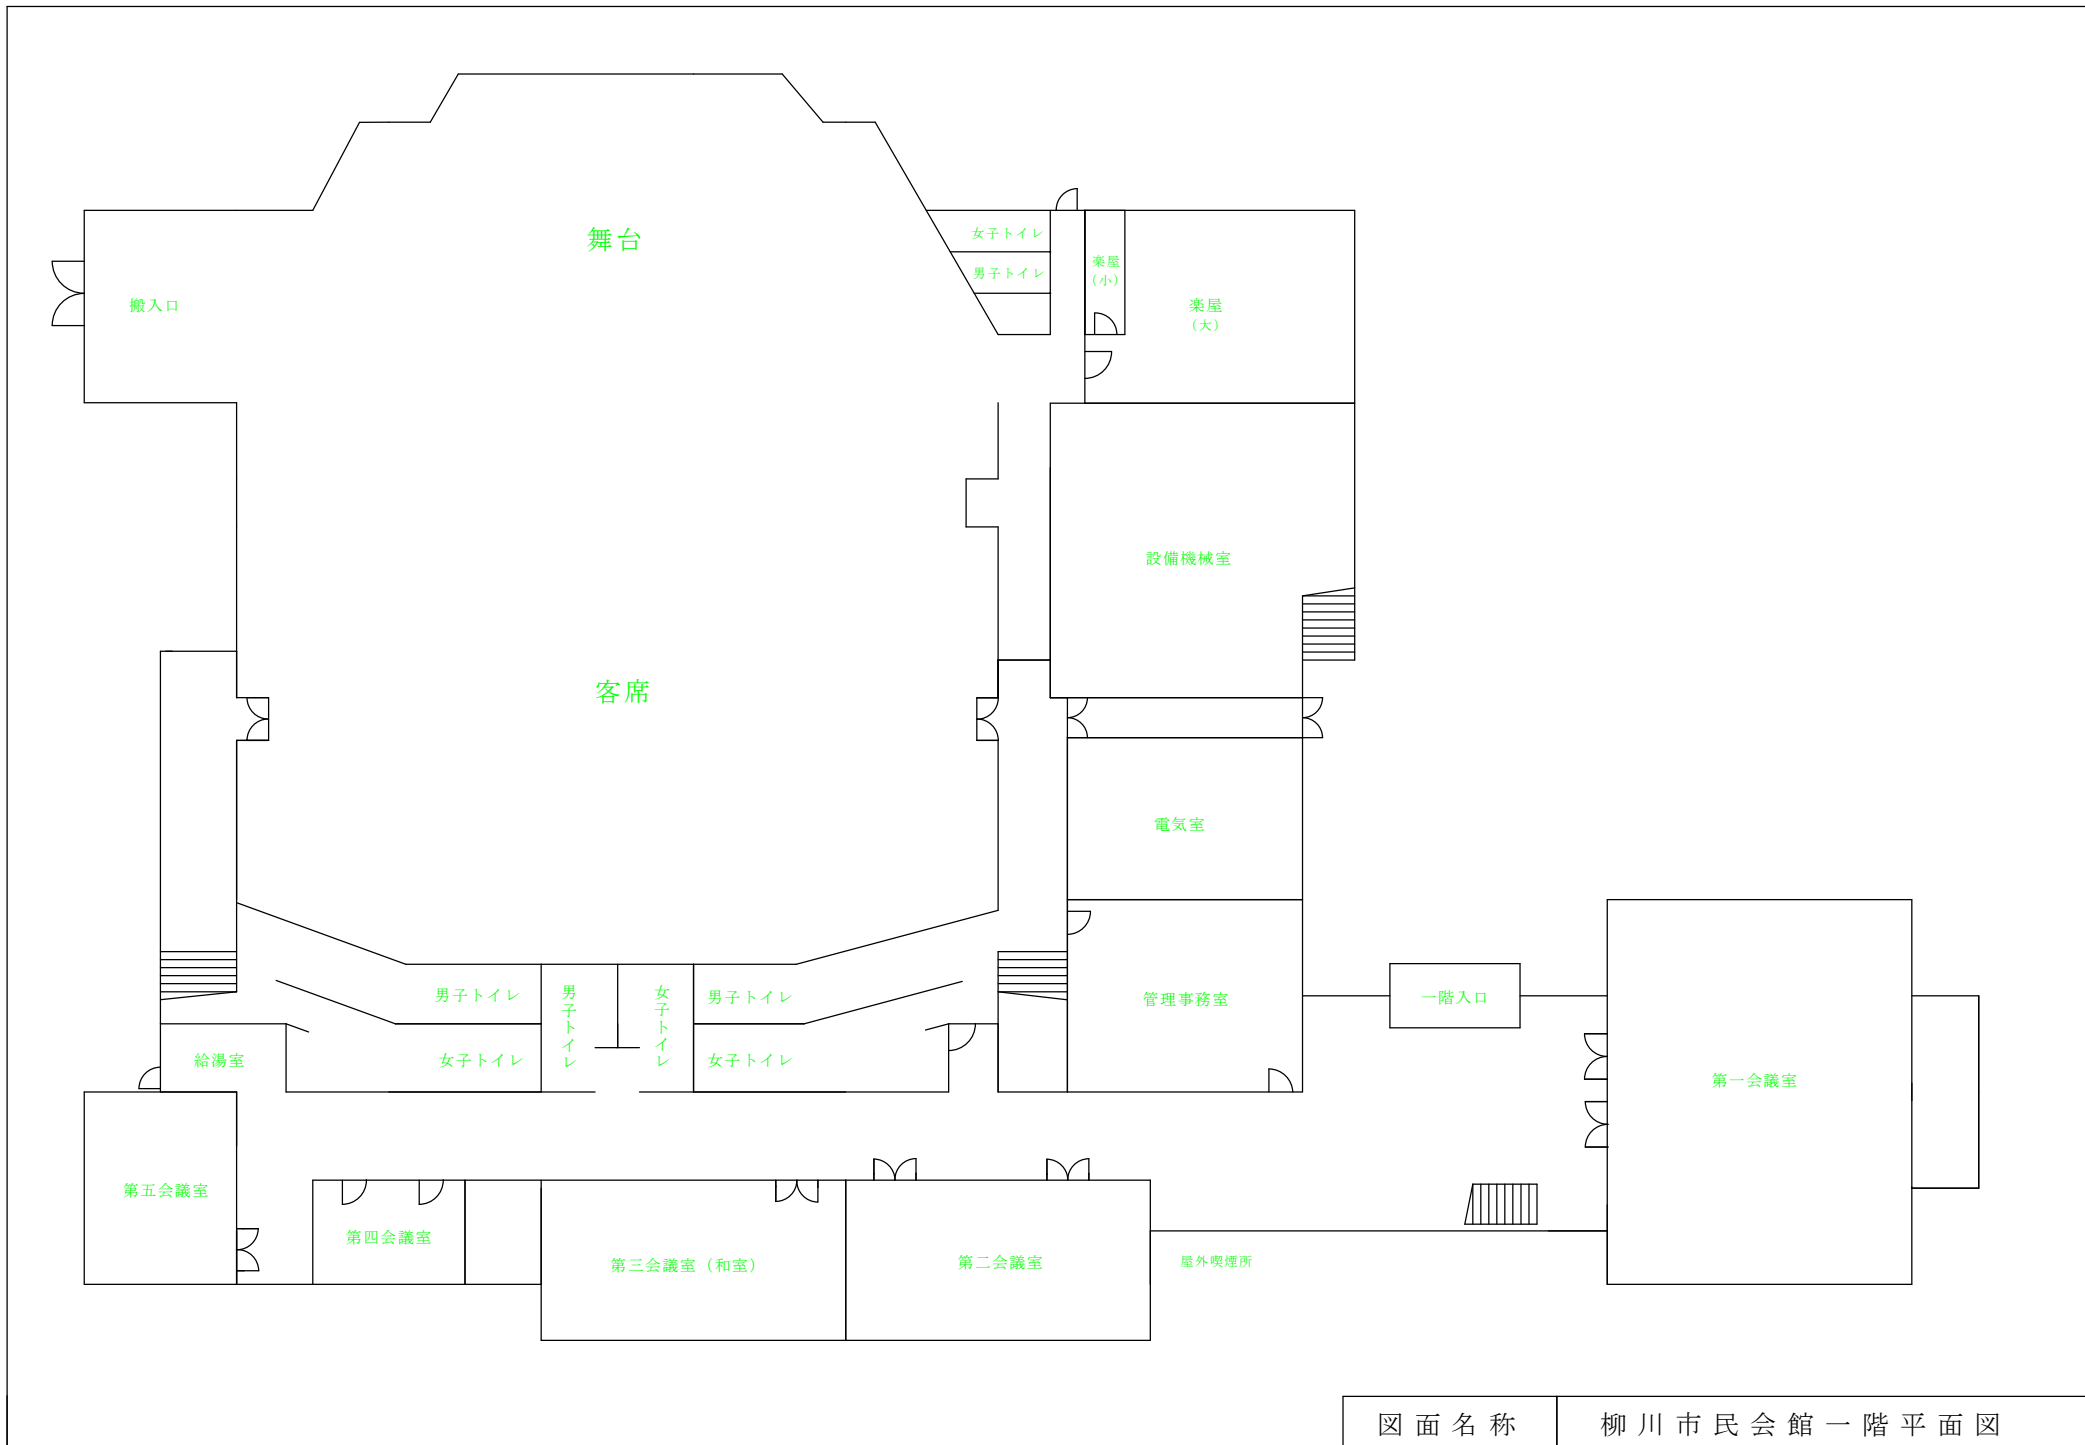 舞台
女子トイレ
男子トイレ
楽屋
（小）
搬入口
楽屋
（大）
設備機械室
客席
電気室
男子トイレ
男子トイレ
女子トイレ
男子トイレ
管理事務室
一階入口
給湯室
女子トイレ
女子トイレ
第一会議室
第五会議室
第四会議室
第三会議室（和室）
第二会議室
屋外喫煙所
図面名称
柳川市民会館一階平面図